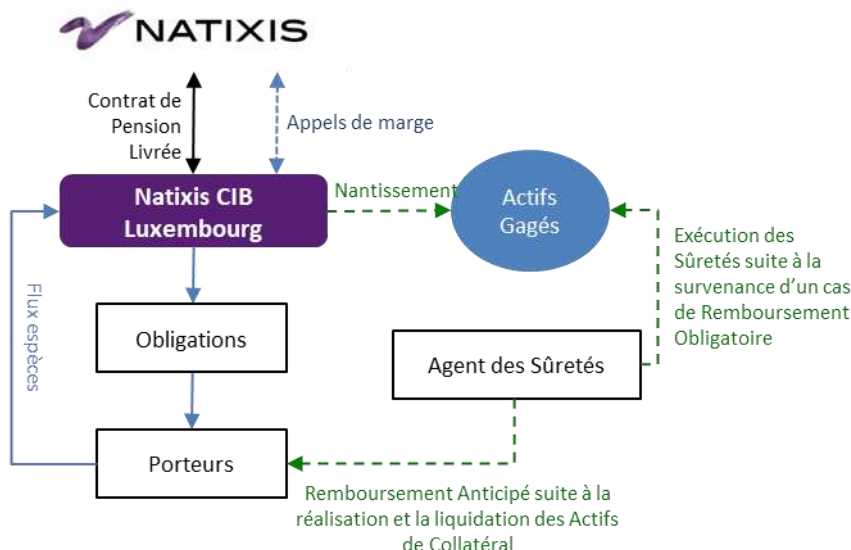 NATIXIS
Contrat de
Pension
Livrée
Appels de marge
Natixis CIB
Luxembourg
Nantissement
Actifs
Gagés
Exécution des
Sûretés suite à la
survenance d'un cas
de Remboursement
Obligatoire
Flux espèces
Obligations
Agent des Sûretés
Porteurs
Remboursement Anticipé suite à la
réalisation et la liquidation des Actifs
de Collatéral